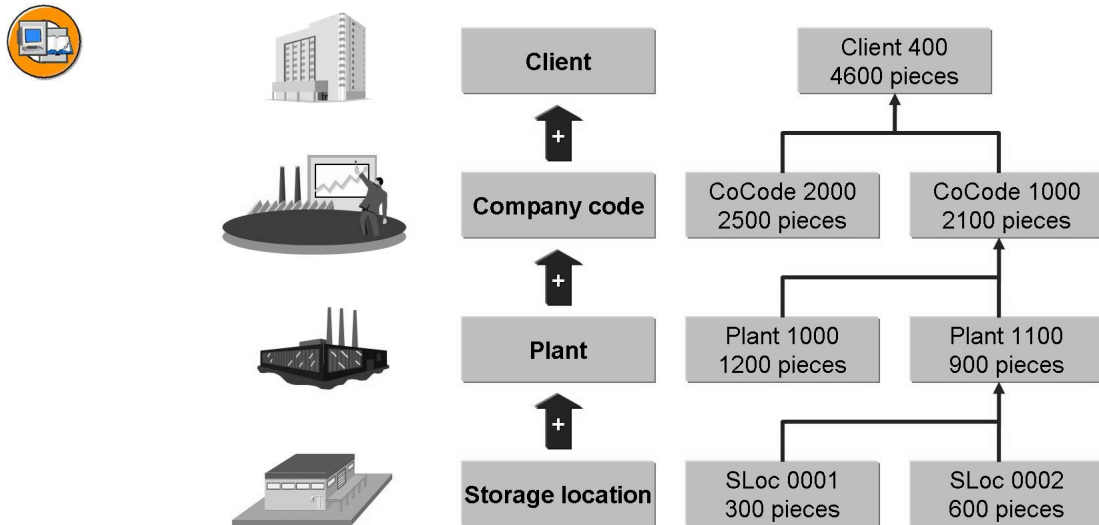 Client
Client 400
4600 pieces
+
Company code
CoCode 2000
2500 pieces
CoCode 1000
2100 pieces
+
Plant
Plant 1000
1200 pieces
Plant 1100
900 pieces
+
Storage location
SLoc 0001
300 pieces
SLoc 0002
600 pieces